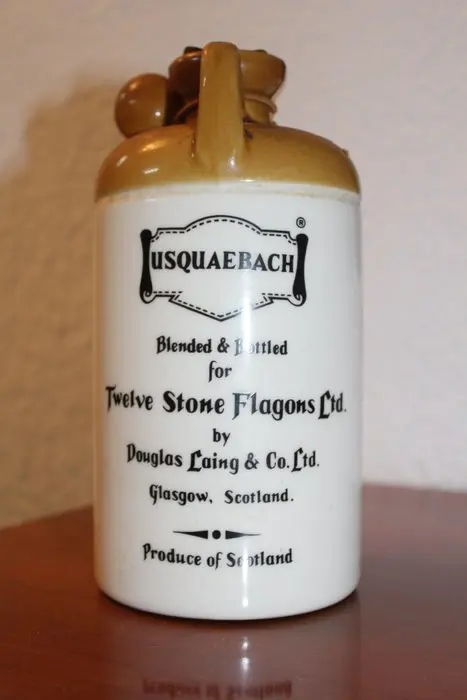 ®
USQUAEBACH
Blended & Bottled
for
Twelve Stone Flagons Ltd.
by
Douglas Laing & Co. Ltd.
Glasgow, Scotland.
Produce of Scotland